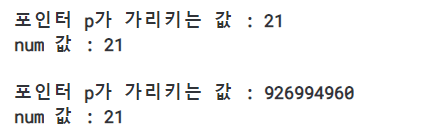 포인터 p가 가리키는 값 : 21
num 값 : 21
포인터 p가 가리키는 값 : 926994960
num 값 : 21